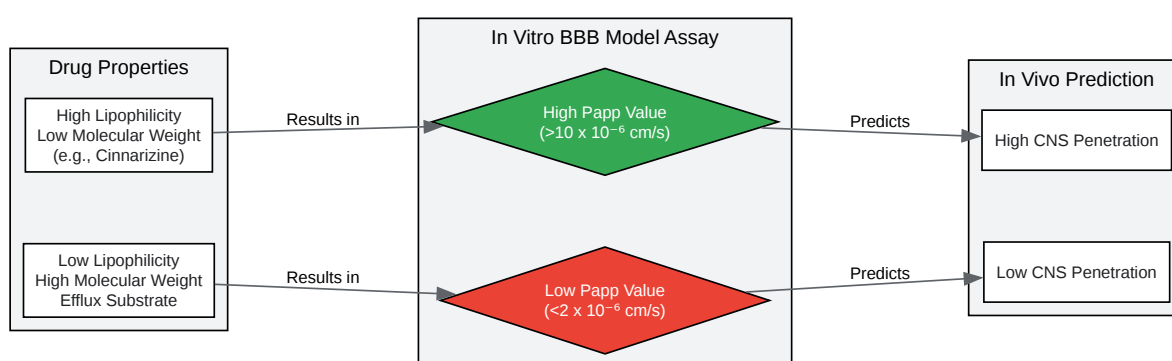 In Vitro BBB Model Assay
Drug Properties
In Vivo Prediction
High Lipophilicity
Low Molecular Weight
(e.g., Cinnarizine)
Results in
High Papp Value
(>10 x 10⁻⁶ cm/s)
Predicts
High CNS Penetration
Low Lipophilicity
High Molecular Weight
Efflux Substrate
Results in
Low Papp Value
(<2 x 10⁻⁶ cm/s)
Predicts
Low CNS Penetration